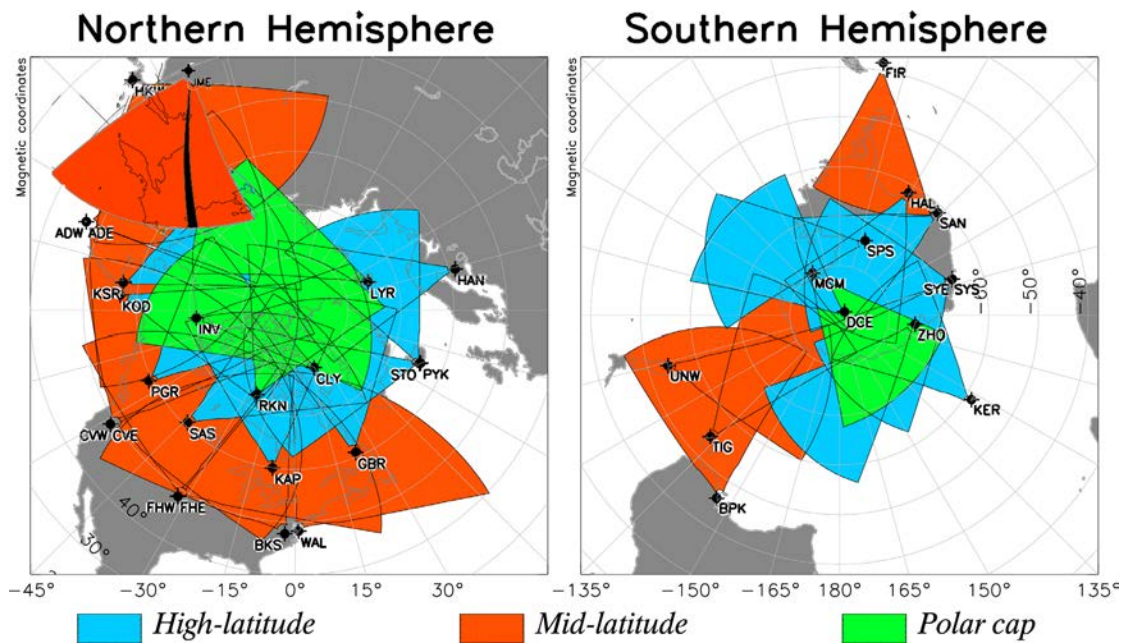 Northern Hemisphere
Southern Hemisphere
Magnetic coordinates
HKW
JME
ADW ADE
KSR
KOD
INV
LYR
HAN
PGR
RKN
CLY
STO PYK
CVW CVE
SAS
KAP
GBR
FHW FHE
BKS
WAL
40°
30°
-45°
-30°
-15°
0°
15°
30°
Magnetic coordinates
FIR
HAL
SAN
SPS
MCM
SYE SYS
DCE
ZHO
UNW
TIG
KER
BPK
-60°
-50°
-40°
-135°
-150°
-165°
180°
165°
150°
135°
High-latitude
Mid-latitude
Polar cap